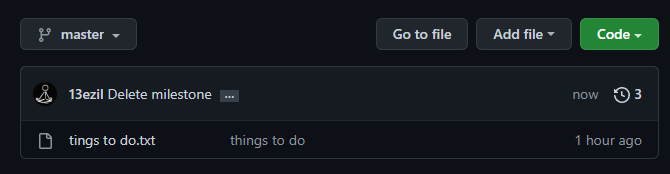 master Go to file Add file Code
13ezil Delete milestone ... now 3
tings to do.txt things to do 1 hour ago